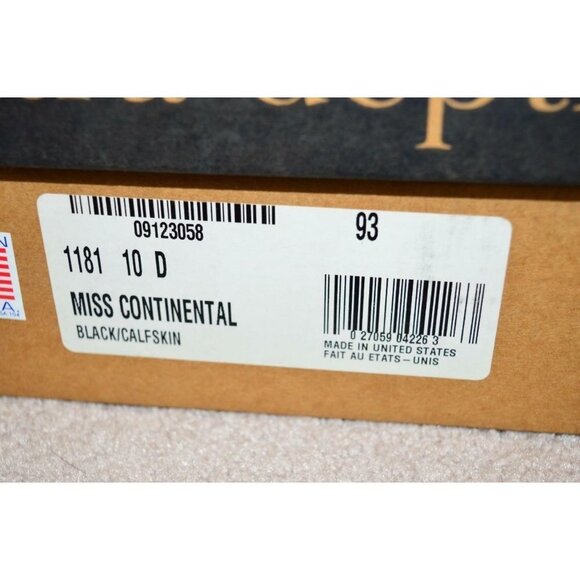 09123058
93
1181 10 D
MISS CONTINENTAL
BLACK/CALFSKIN
0 27059 04226 3
MADE IN UNITED STATES
FAIT AU ETATS-UNIS